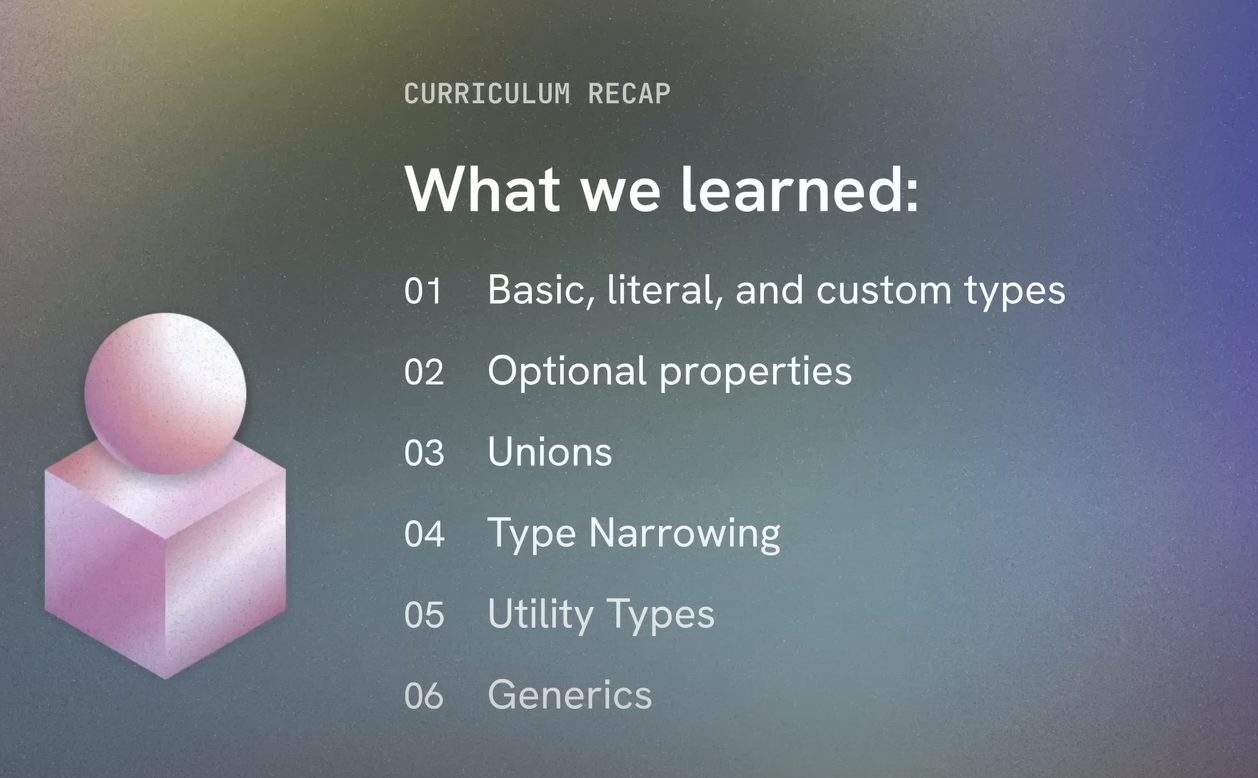 CURRICULUM RECAP
What we learned:
01 Basic, literal, and custom types
02 Optional properties
03 Unions
04 Type Narrowing
05 Utility Types
06 Generics